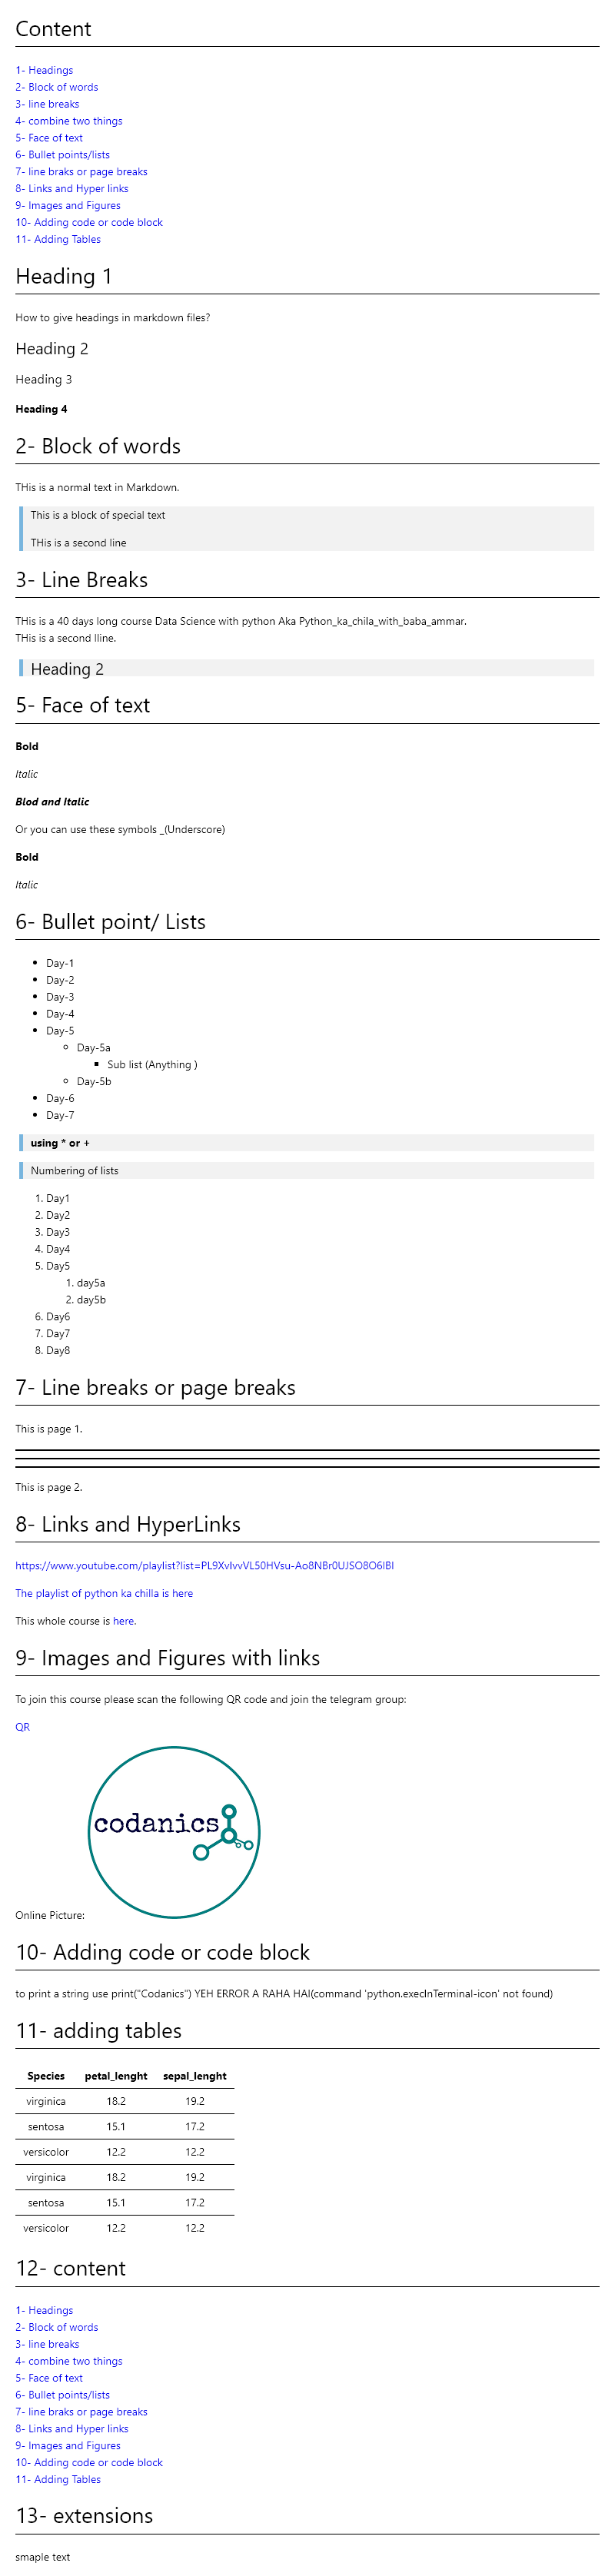 Content
1- Headings
2- Block of words
3- line breaks
4- combine two things
5- Face of text
6- Bullet points/lists
7- line braks or page breaks
8- Links and Hyper links
9- Images and Figures
10- Adding code or code block
11- Adding Tables
Heading 1
How to give headings in markdown files?
Heading 2
Heading 3
Heading 4
2- Block of words
THis is a normal text in Markdown.
This is a block of special text
THis is a second line
3- Line Breaks
THis is a 40 days long course Data Science with python Aka Python_ka_chila_with_baba_ammar.
THis is a second lline.
Heading 2
5- Face of text
Bold
Italic
Blod and Italic
Or you can use these symbols _(Underscore)
Bold
Italic
6- Bullet point/ Lists
• Day-1
• Day-2
• Day-3
• Day-4
• Day-5
◦ Day-5a
▪ Sub list (Anything )
◦ Day-5b
• Day-6
• Day-7
using * or +
Numbering of lists
1. Day1
2. Day2
3. Day3
4. Day4
5. Day5
1. day5a
2. day5b
6. Day6
7. Day7
8. Day8
7- Line breaks or page breaks
This is page 1.
This is page 2.
8- Links and HyperLinks
https://www.youtube.com/playlist?list=PL9XvIvvVL50HVsu-Ao8NBr0UJSO8O6lBI
The playlist of python ka chilla is here
This whole course is here.
9- Images and Figures with links
To join this course please scan the following QR code and join the telegram group:
QR
codanics
Online Picture:
10- Adding code or code block
to print a string use print("Codanics") YEH ERROR A RAHA HAI(command 'python.execInTerminal-icon' not found)
11- adding tables
Species petal_lenght sepal_lenght
virginica 18.2 19.2
sentosa 15.1 17.2
versicolor 12.2 12.2
virginica 18.2 19.2
sentosa 15.1 17.2
versicolor 12.2 12.2
12- content
1- Headings
2- Block of words
3- line breaks
4- combine two things
5- Face of text
6- Bullet points/lists
7- line braks or page breaks
8- Links and Hyper links
9- Images and Figures
10- Adding code or code block
11- Adding Tables
13- extensions
smaple text